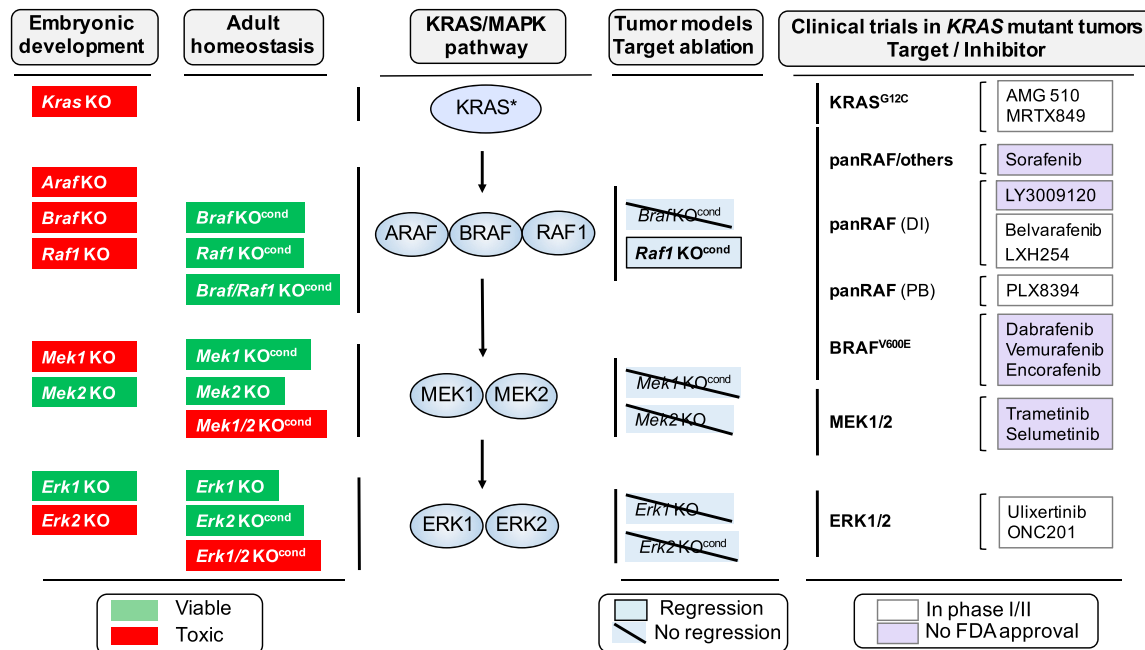 Embryonic
development
Adult
homeostasis
KRAS/MAPK
pathway
Tumor models
Target ablation
Clinical trials in KRAS mutant tumors
Target / Inhibitor
Kras KO
KRAS*
KRASG12C
AMG 510
MRTX849
panRAF/others
Sorafenib
Araf KO
Braf KO
Raf1 KO
Braf KOcond
Raf1 KOcond
Braf/Raf1 KOcond
ARAF
BRAF
RAF1
Braf KOcond
Raf1 KOcond
LY3009120
panRAF (DI)
Belvarafenib
LXH254
panRAF (PB)
PLX8394
BRAFV600E
Dabrafenib
Vemurafenib
Encorafenib
Mek1 KO
Mek2 KO
Mek1 KOcond
Mek2 KO
Mek1/2 KOcond
MEK1
MEK2
Mek1 KOcond
Mek2 KO
MEK1/2
Trametinib
Selumetinib
Erk1 KO
Erk2 KO
Erk1 KO
Erk2 KOcond
Erk1/2 KOcond
ERK1
ERK2
Erk1 KO
Erk2 KOcond
ERK1/2
Ulixertinib
ONC201
Viable
Toxic
Regression
No regression
In phase I/II
No FDA approval